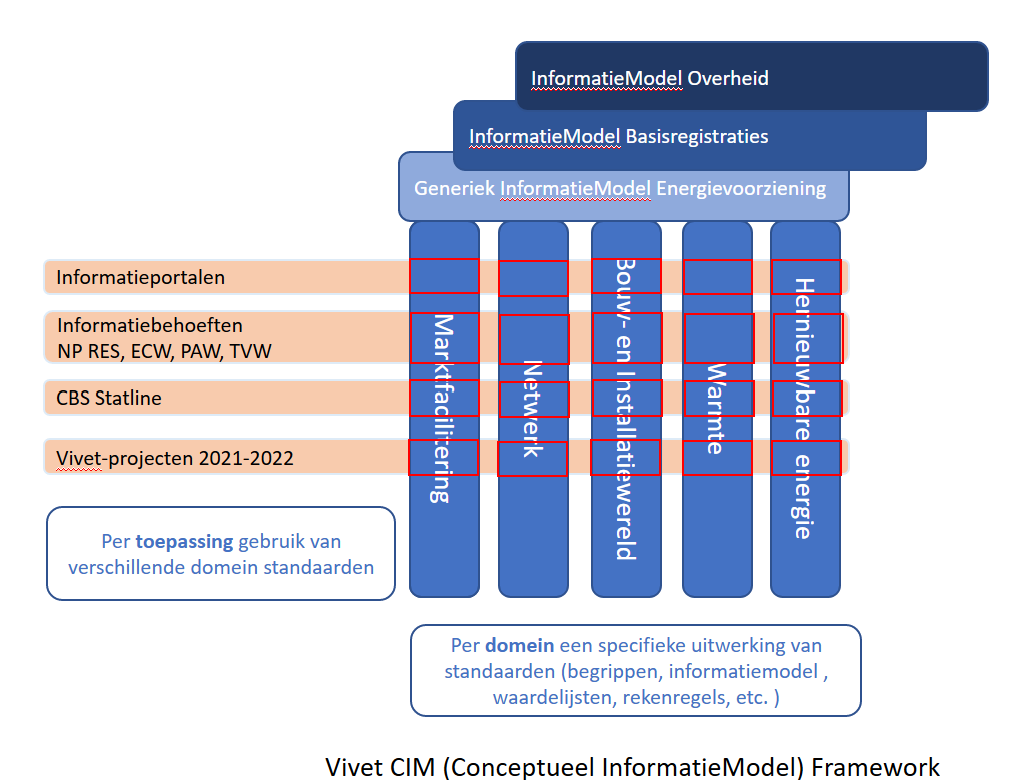 InformatieModel Overheid
InformatieModel Basisregistraties
Generiek InformatieModel Energievoorziening
Informatieportalen
Informatiebehoeften
NP RES, ECW, PAW, TVW
CBS Statline
Vivet-projecten 2021-2022
Marktfacilitering
Netwerk
Bouw- en Installatiewereld
Warmte
Hernieuwbare energie
Per toepassing gebruik van
verschillende domein standaarden
Per domein een specifieke uitwerking van
standaarden (begrippen, informatiemodel ,
waardelijsten, rekenregels, etc. )
Vivet CIM (Conceptueel InformatieModel) Framework